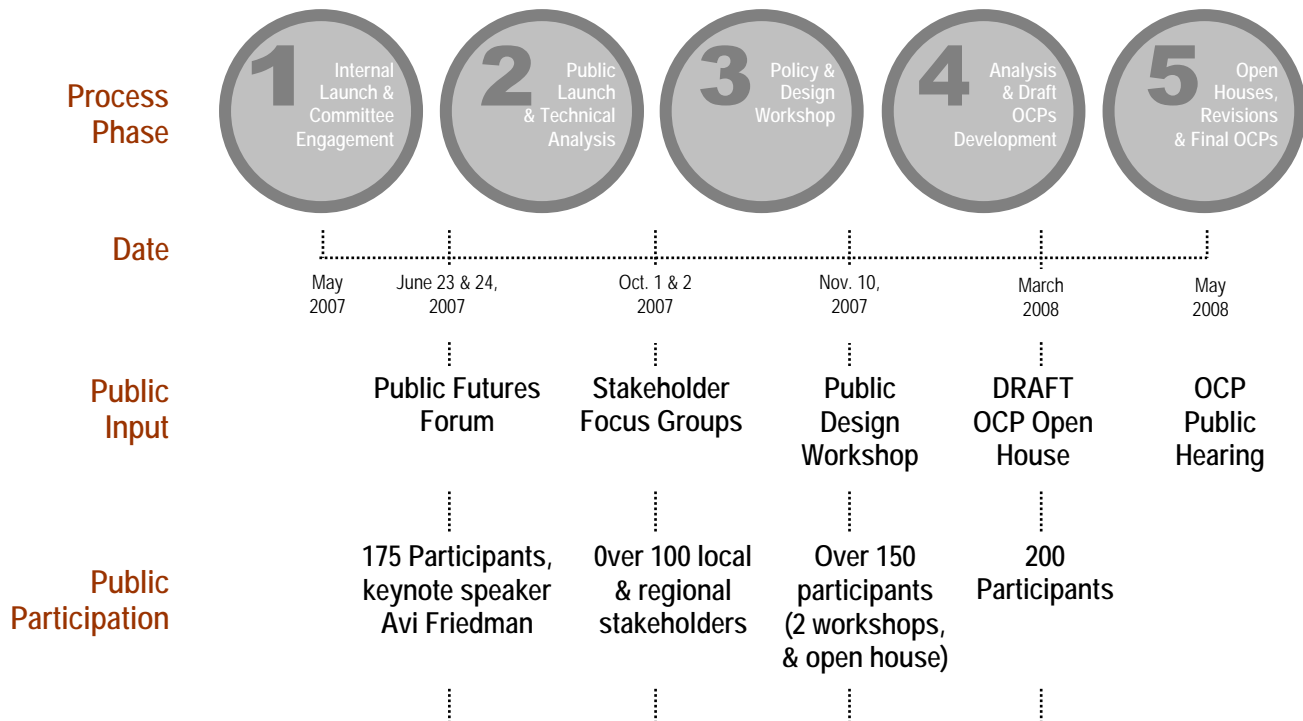 Process
Phase
1
Internal
Launch &
Committee
Engagement
2
Public
Launch
& Technical
Analysis
3
Policy &
Design
Workshop
4
Analysis
& Draft
OCPs
Development
5
Open
Houses,
Revisions
& Final OCPs
Date
May
2007
June 23 & 24,
2007
Oct. 1 & 2
2007
Nov. 10,
2007
March
2008
May
2008
Public
Input
Public Futures
Forum
Stakeholder
Focus Groups
Public
Design
Workshop
DRAFT
OCP Open
House
OCP
Public
Hearing
Public
Participation
175 Participants,
keynote speaker
Avi Friedman
0ver 100 local
& regional
stakeholders
Over 150
participants
(2 workshops,
& open house)
200
Participants